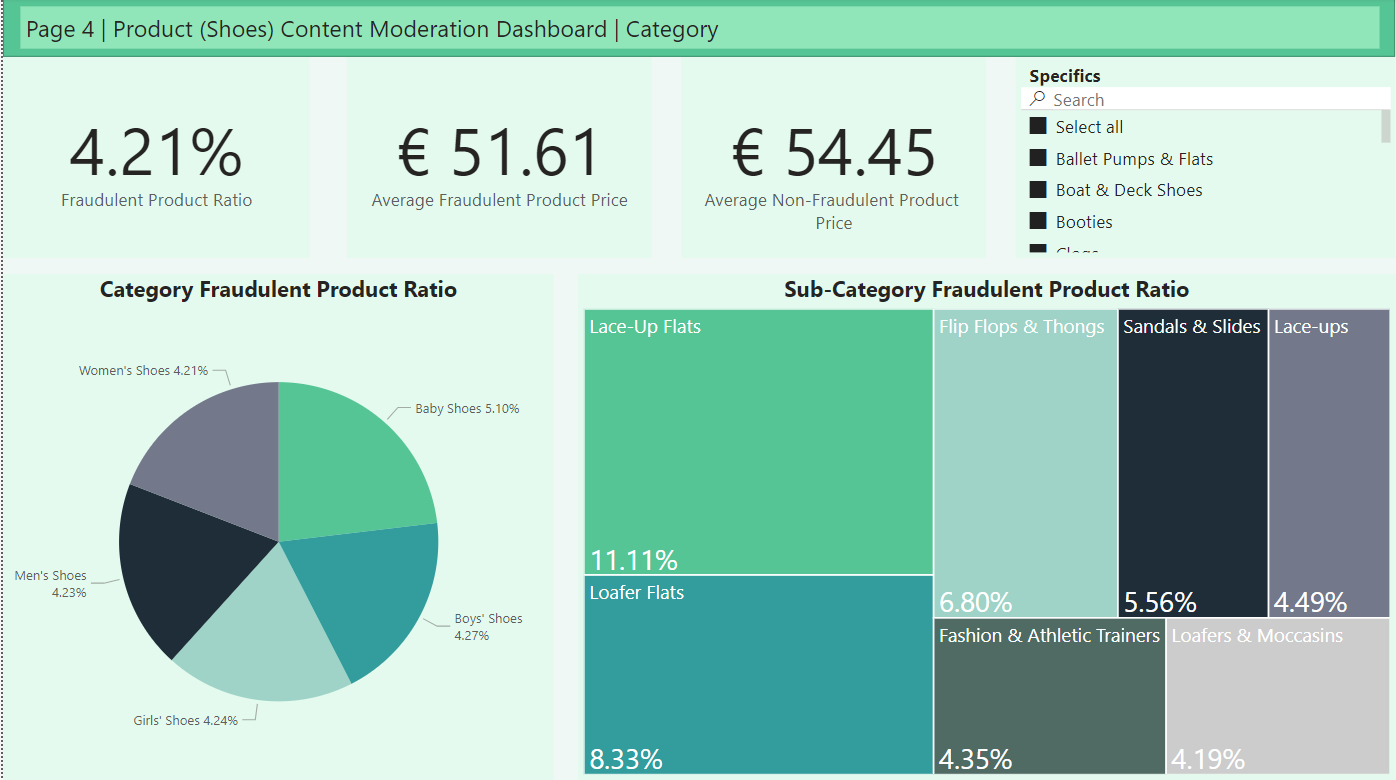 Page 4 | Product (Shoes) Content Moderation Dashboard | Category
4.21%
Fraudulent Product Ratio
€ 51.61
Average Fraudulent Product Price
€ 54.45
Average Non-Fraudulent Product
Price
Specifics
Search
Select all
Ballet Pumps & Flats
Boat & Deck Shoes
Booties
Category Fraudulent Product Ratio
Women's Shoes 4.21%
Baby Shoes 5.10%
Men's Shoes
4.23%
Boys' Shoes
4.27%
Girls' Shoes 4.24%
Sub-Category Fraudulent Product Ratio
Lace-Up Flats
11.11%
Loafer Flats
8.33%
Flip Flops & Thongs
6.80%
Sandals & Slides
5.56%
Lace-ups
4.49%
Fashion & Athletic Trainers
4.35%
Loafers & Moccasins
4.19%